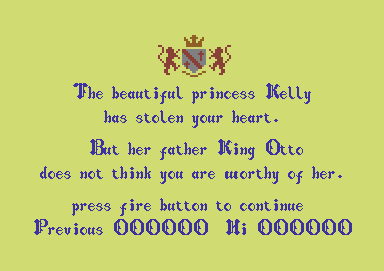 The beautiful princess Kelly
has stolen your heart.
But her father King Otto
does not think you are worthy of her.
press fire button to continue
Previous 000000 Hi 000000